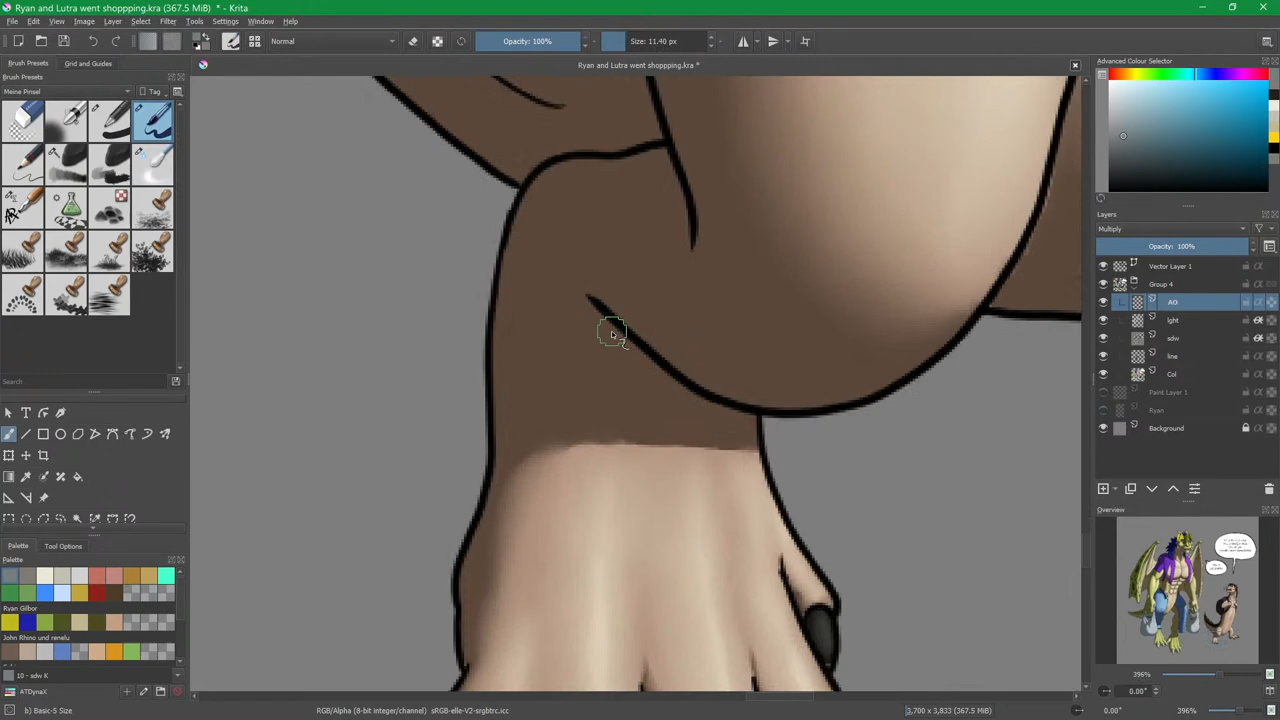 Ryan and Lutra went shoppping.kra (367.5 MiB) * - Krita
File Edit View Image Layer Select Filter Tools Settings Window Help
Normal
Opacity: 100%
Size: 11.40 px
Brush Presets
Grid and Guides
Ryan and Lutra went shoppping.kra *
Advanced Colour Selector
Brush Presets
Meine Pinsel
Tag
Layers
Multiply
Opacity: 100%
Vector Layer 1
Group 4
AO
lght
sdw
line
Col
Paint Layer 1
Ryan
Background
Search
Overview
Palette
Tool Options
Palette
Ryan Gilbor
John Rhino und renelu
10 - sdw K
ATDynaX
396%
0.00°
b) Basic-5 Size
RGB/Alpha (8-bit integer/channel) sRGB-elle-V2-srgbtrc.icc
3,700 x 3,833 (367.5 MiB)
0.00°
396%